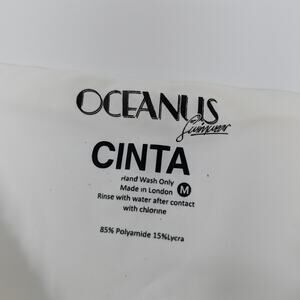 OCEANUS
Swimwear
CINTA
Hand Wash Only
Made in London M
Rinse with water after contact
with chlorine
85% Polyamide 15%Lycra